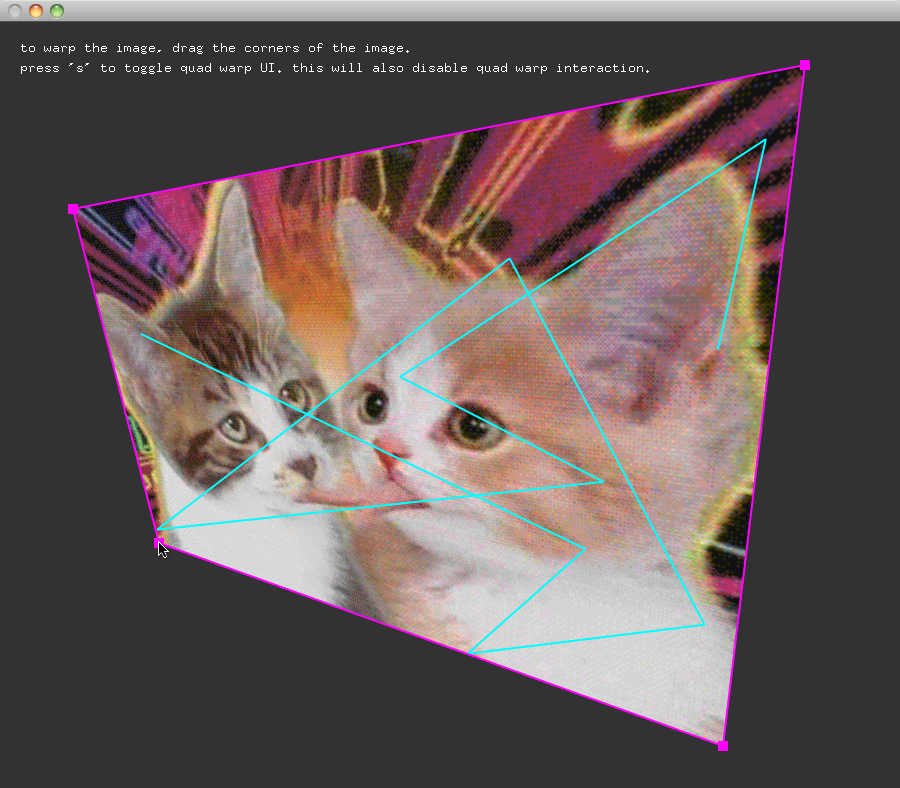 to warp the image, drag the corners of the image.
press 's' to toggle quad warp UI. this will also disable quad warp interaction.